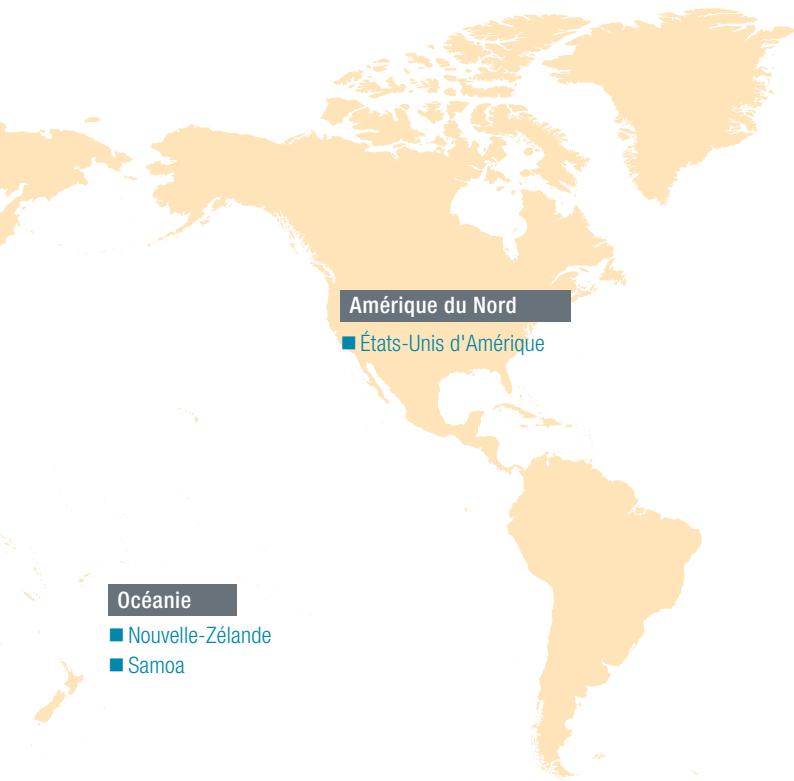 Amérique du Nord
États-Unis d'Amérique
Océanie
Nouvelle-Zélande
Samoa